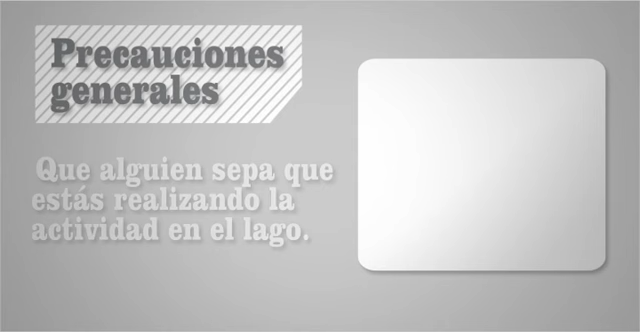 Precauciones
generales
Que alguien sepa que
estás realizando la
actividad en el lago.